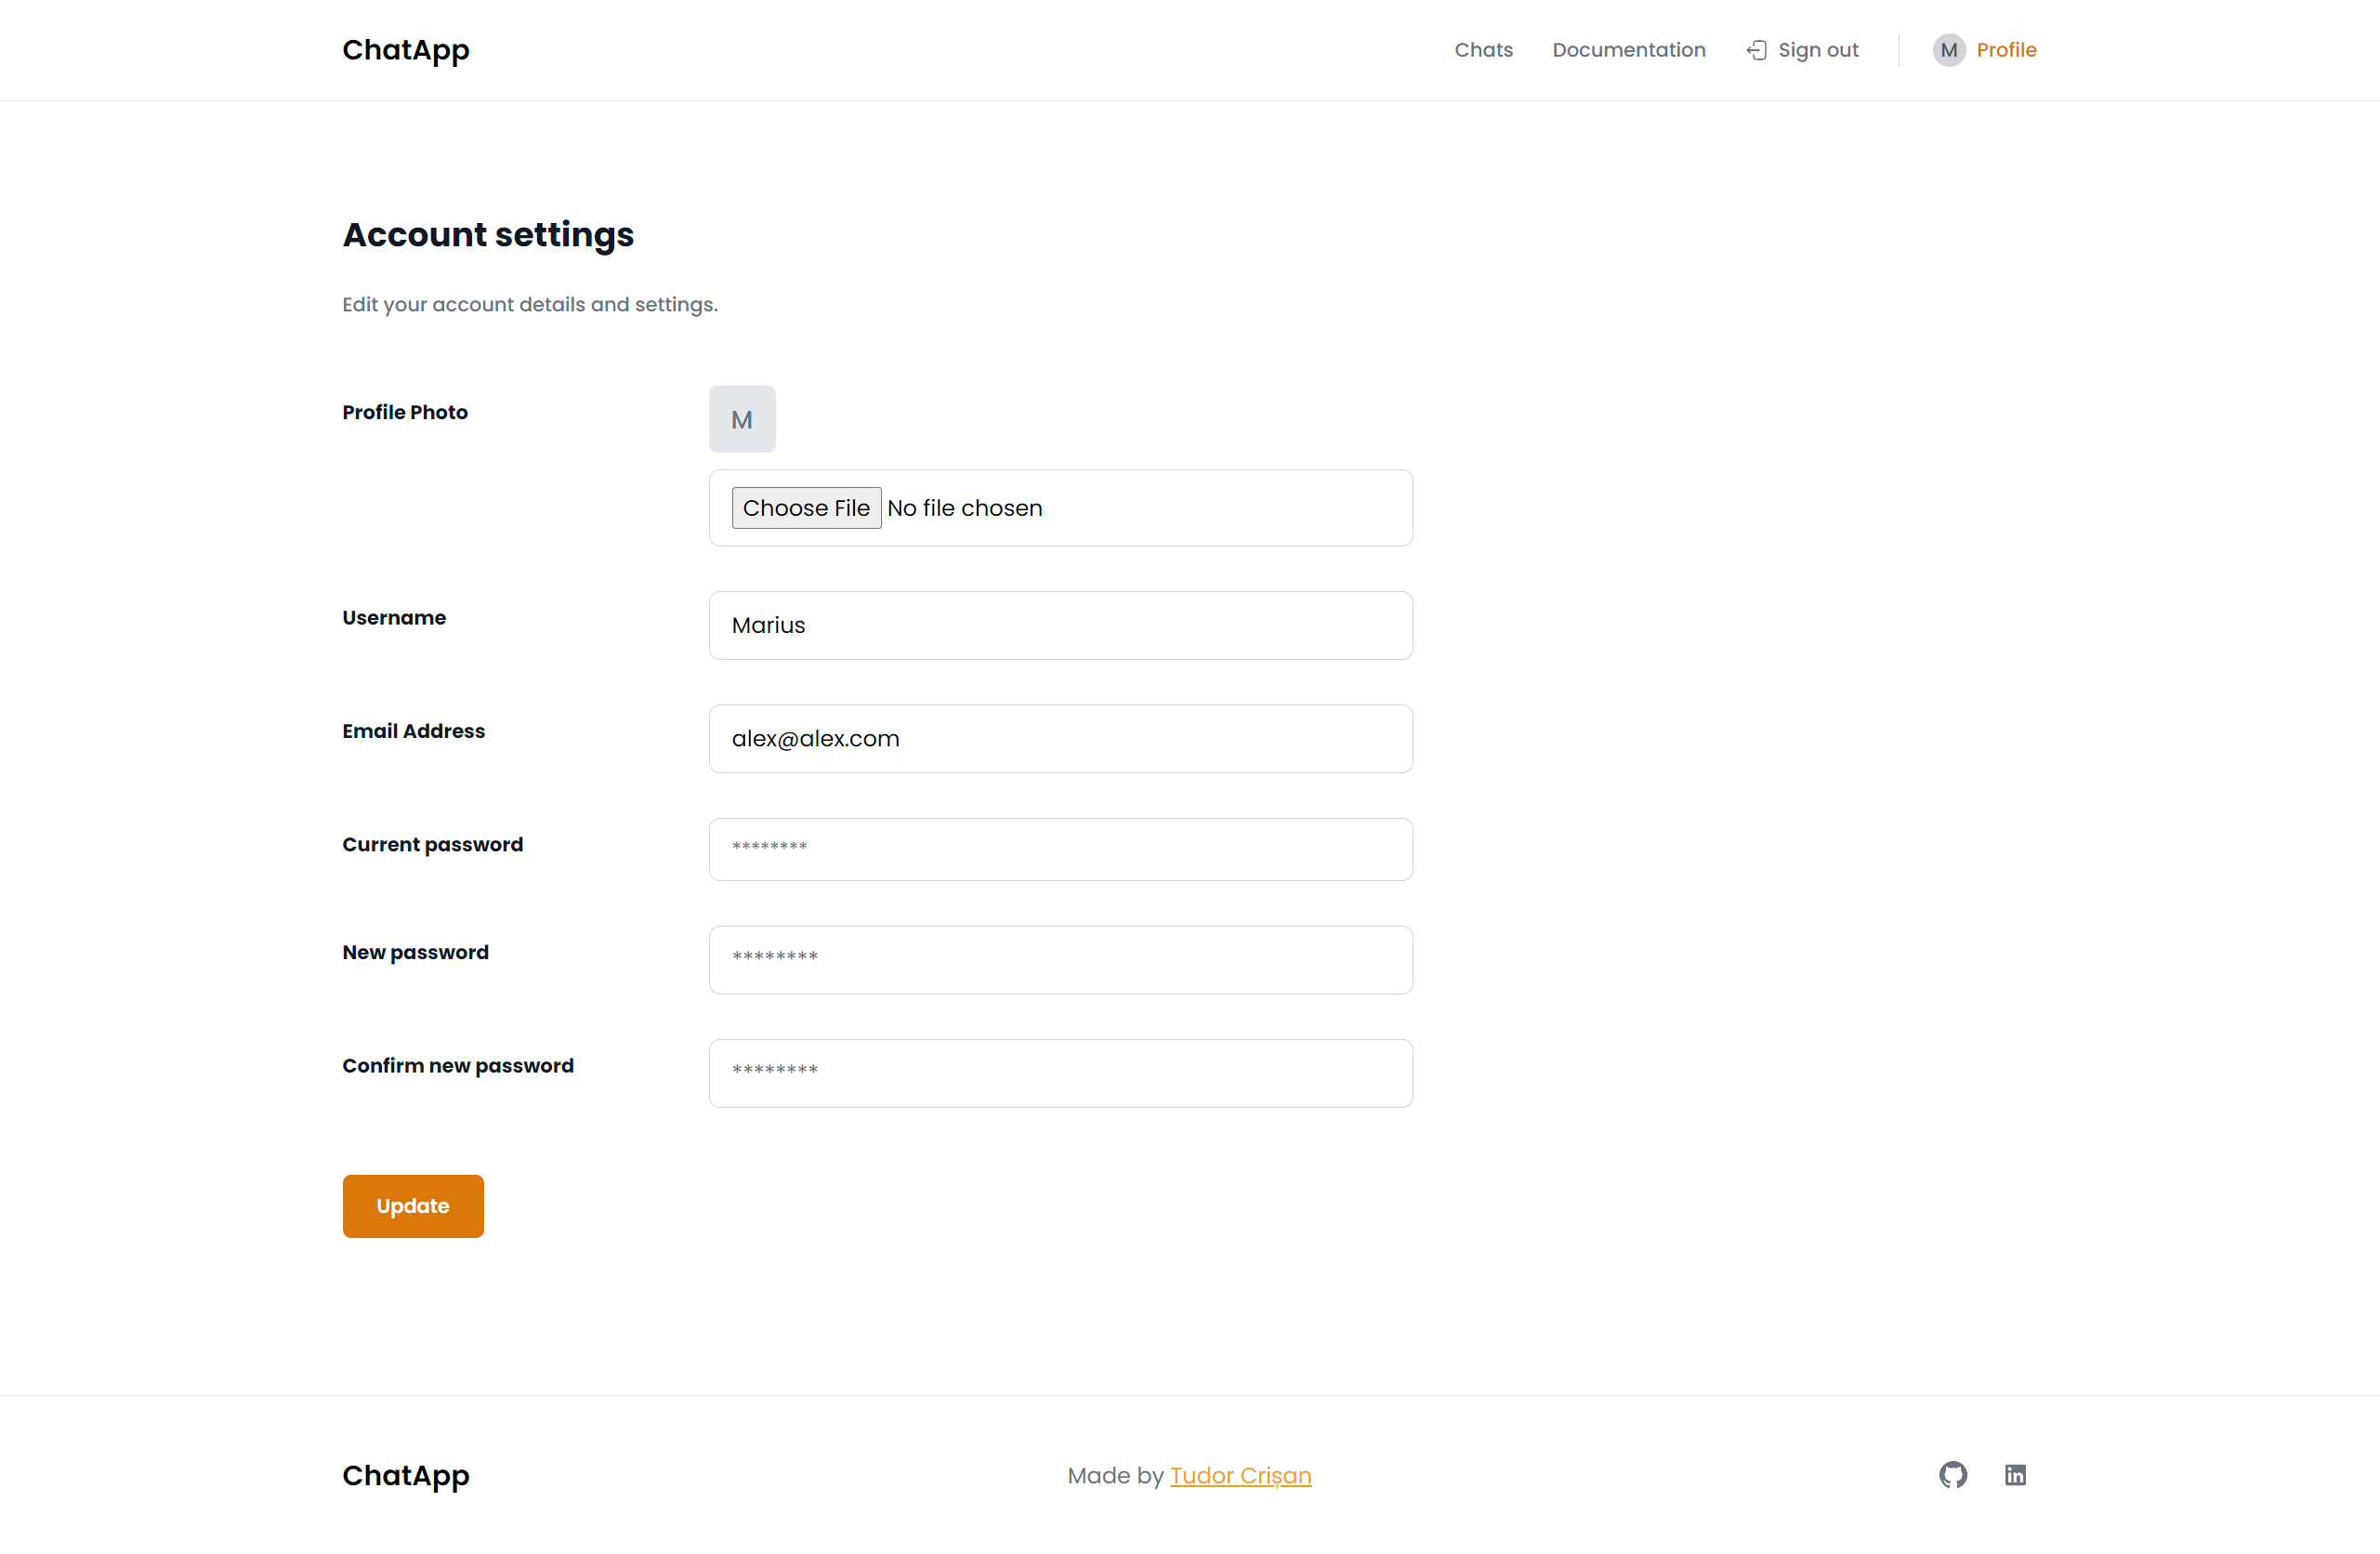 ChatApp
Chats Documentation Sign out M Profile
Account settings
Edit your account details and settings.
Profile Photo M
Choose File No file chosen
Username Marius
Email Address alex@alex.com
Current password ********
New password ********
Confirm new password ********
Update
ChatApp
Made by Tudor Crișan
in